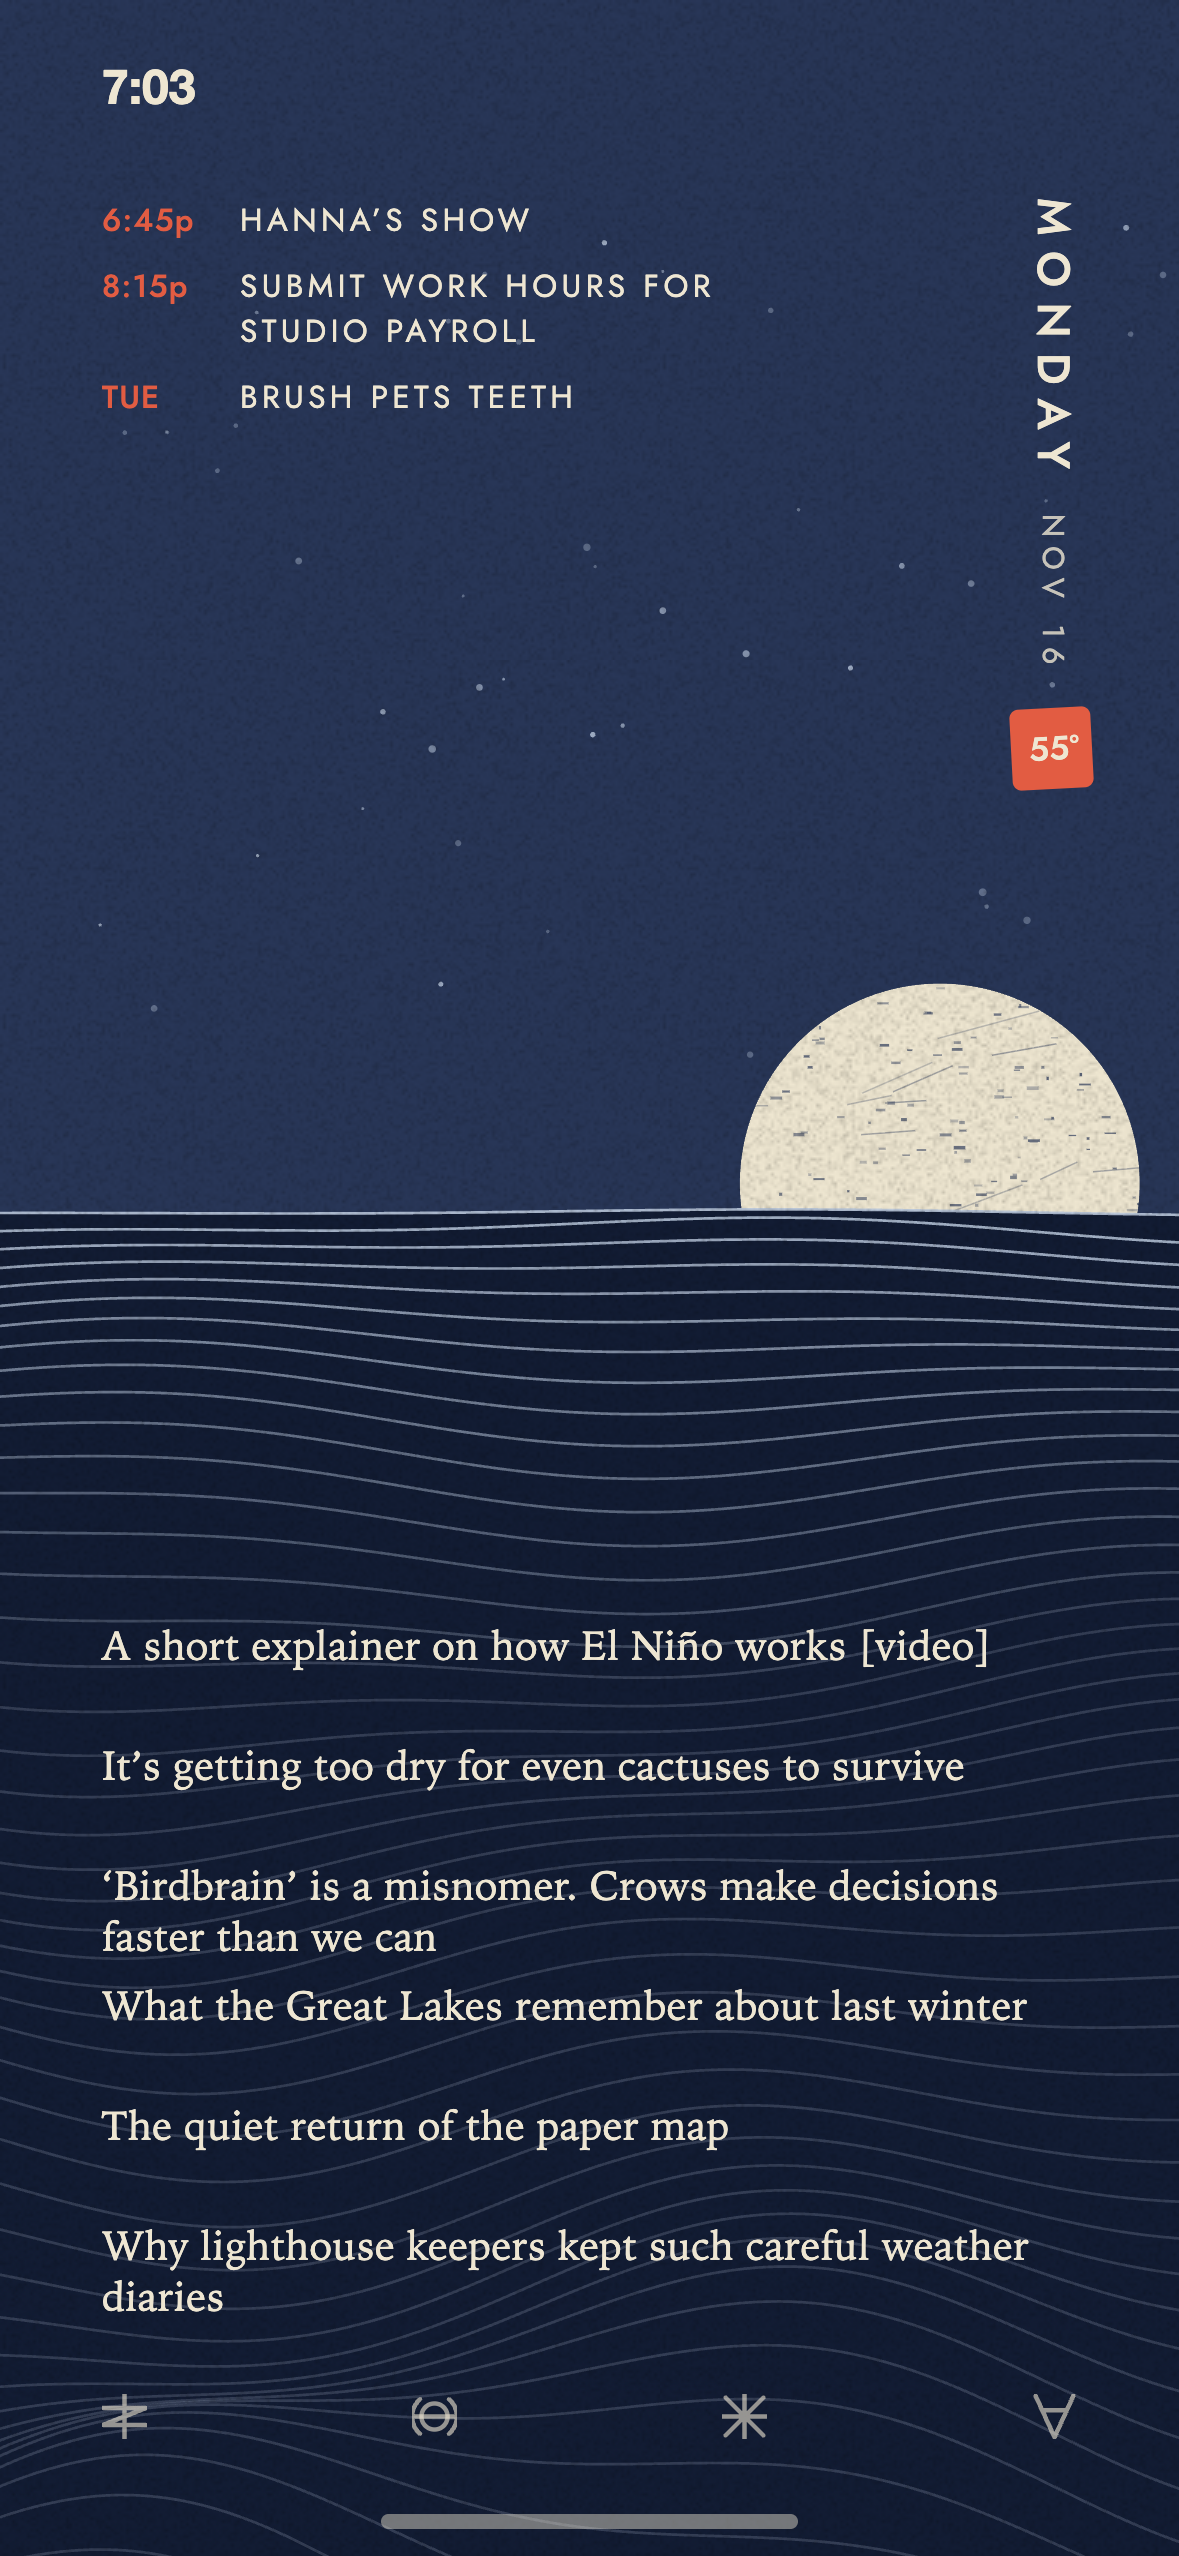 7:03
6:45p HANNA’S SHOW
8:15p SUBMIT WORK HOURS FOR
STUDIO PAYROLL
TUE BRUSH PETS TEETH
MONDAY NOV 16
55°
A short explainer on how El Niño works [video]
It’s getting too dry for even cactuses to survive
‘Birdbrain’ is a misnomer. Crows make decisions
faster than we can
What the Great Lakes remember about last winter
The quiet return of the paper map
Why lighthouse keepers kept such careful weather
diaries